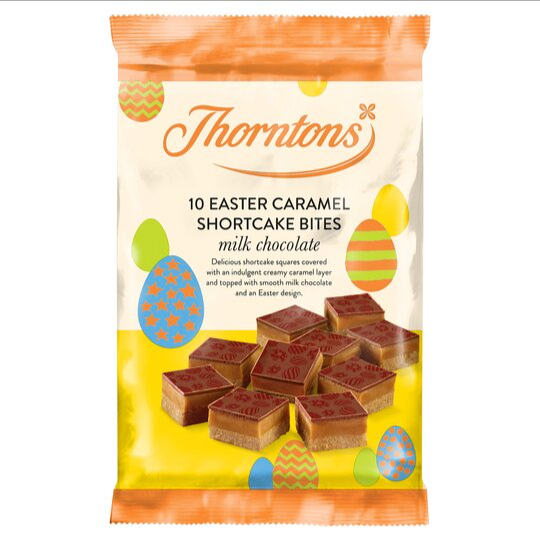 Thorntons
10 EASTER CARAMEL
SHORTCAKE BITES
milk chocolate
Delicious shortcake squares covered
with an indulgent creamy caramel layer
and topped with smooth milk chocolate
and an Easter design.